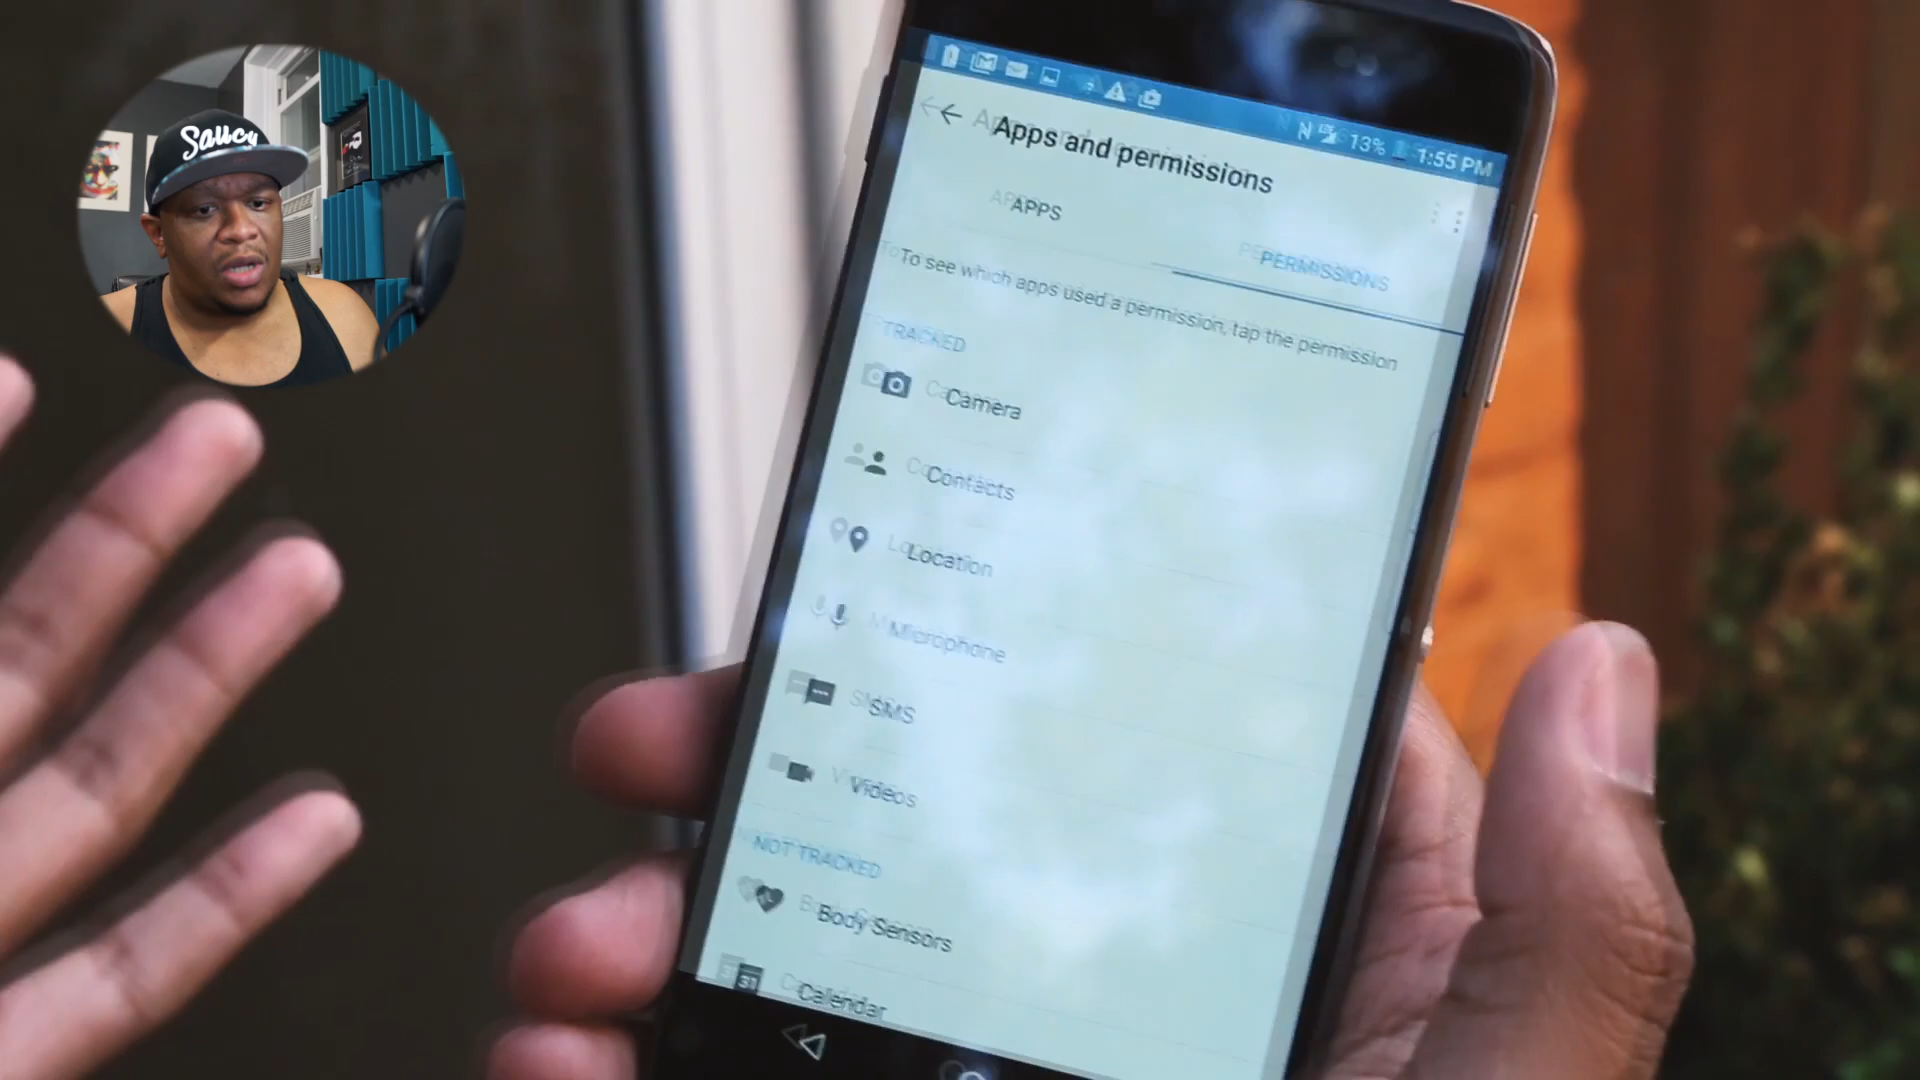 Saucy
13% 1:55 PM
Apps and permissions
APPS
PERMISSIONS
To see which apps used a permission, tap the permission
TRACKED
Camera
Contacts
Location
Microphone
SMS
Videos
NOT TRACKED
Body Sensors
31
Calendar